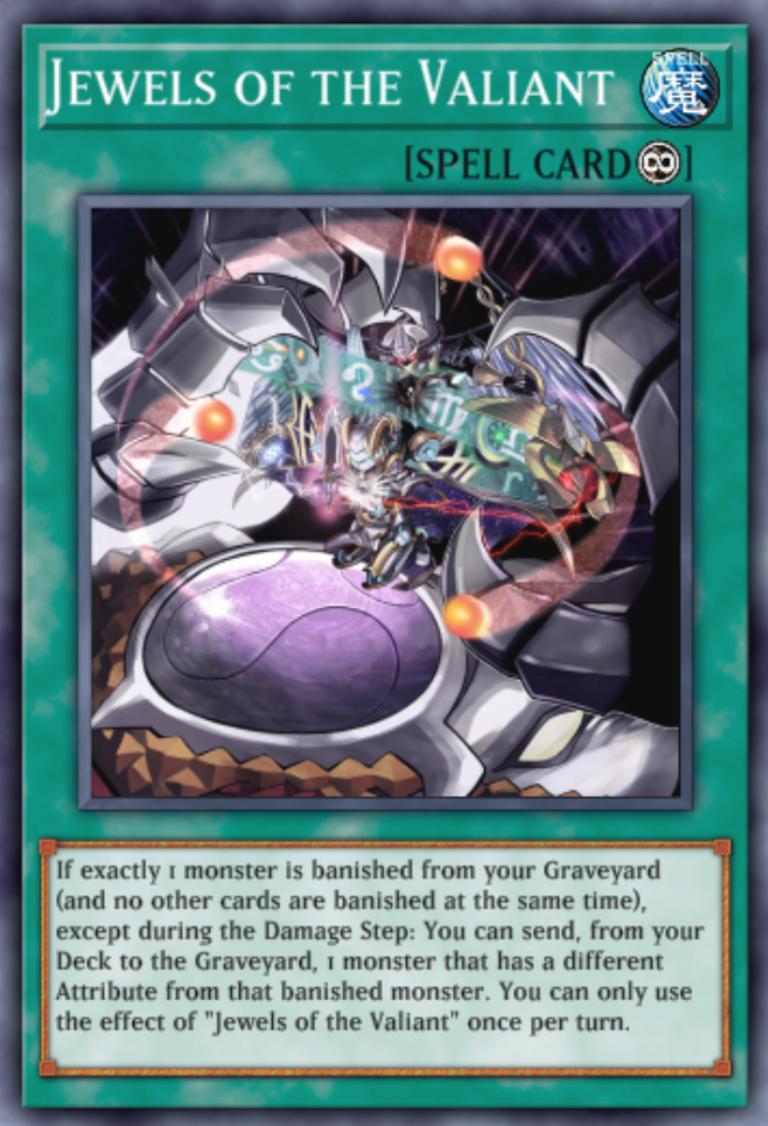 JEWELS OF THE VALIANT
SPELL
魔
[SPELL CARD]
If exactly 1 monster is banished from your Graveyard
(and no other cards are banished at the same time),
except during the Damage Step: You can send, from your
Deck to the Graveyard, 1 monster that has a different
Attribute from that banished monster. You can only use
the effect of "Jewels of the Valiant" once per turn.